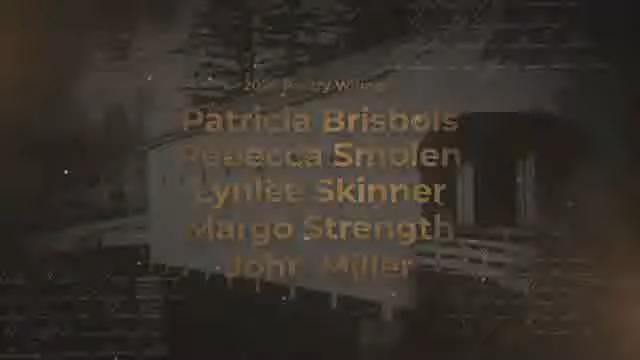 Patricia Brisbois
Rebecca Smolen
Lynlee Skinner
Margo Strength
John Miller